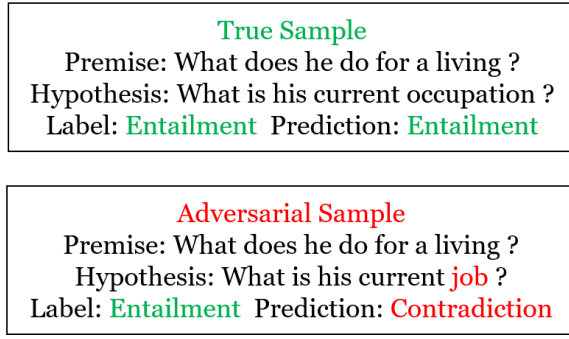 True Sample
Premise: What does he do for a living ?
Hypothesis: What is his current occupation ?
Label: Entailment Prediction: Entailment
Adversarial Sample
Premise: What does he do for a living ?
Hypothesis: What is his current job ?
Label: Entailment Prediction: Contradiction